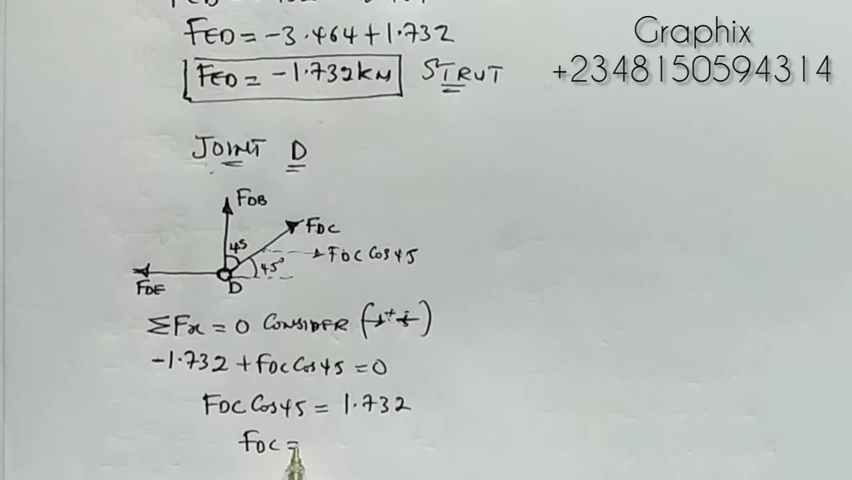 Graphix
+2348150594314
FED = -3.464+1.732
FED = -1.732KN STRUT
JOINT D
FDB
FDC
45
FDC Cos45
45°
FDE
D
ΣFx = 0 CONSIDER (→+ ←)
-1.732 + FDC Cos45 = 0
FDC Cos45 = 1.732
FDC =